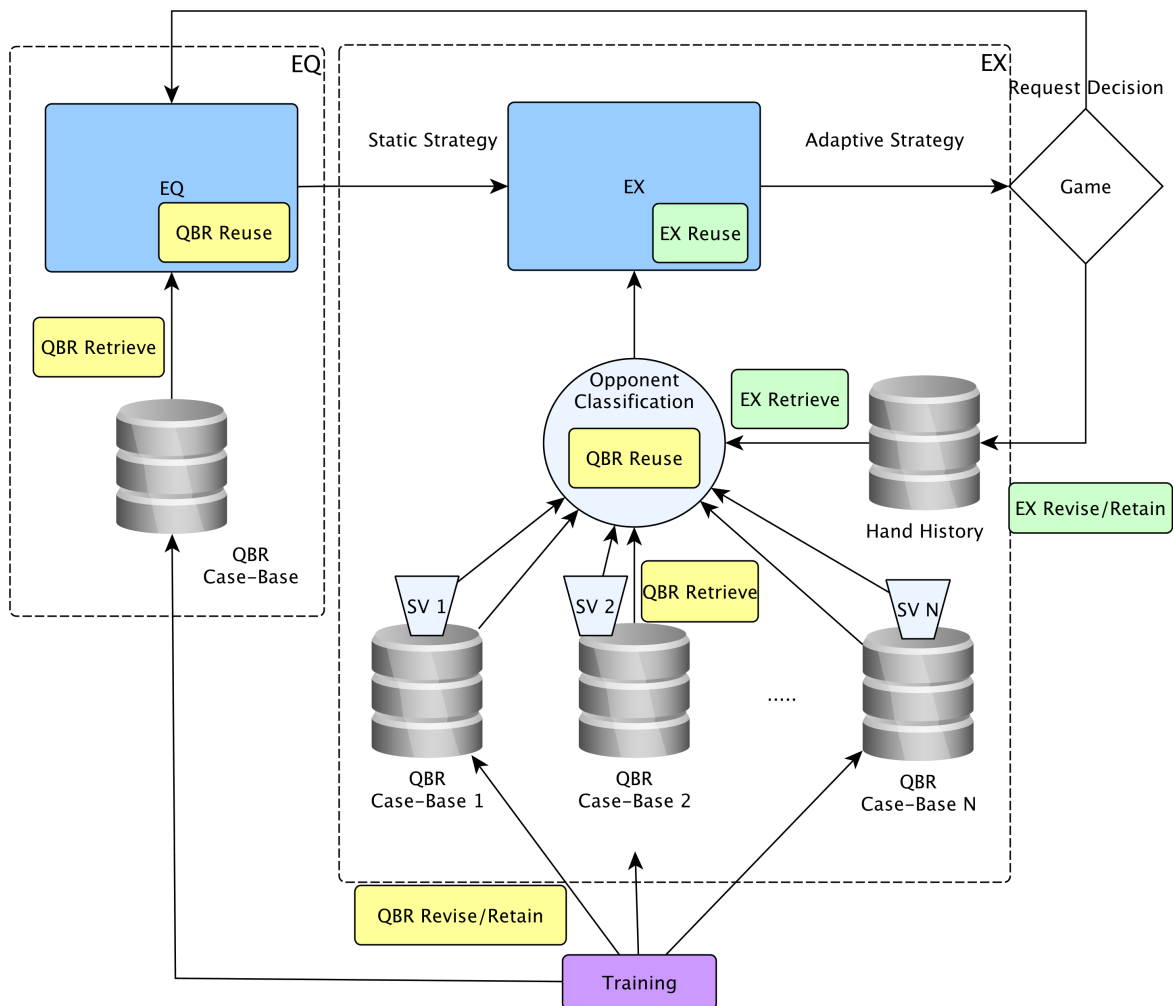 EQ
EX
Request Decision
Static Strategy
Adaptive Strategy
EQ
EX
Game
QBR Reuse
EX Reuse
QBR Retrieve
Opponent
Classification
EX Retrieve
QBR Reuse
EX Revise/Retain
Hand History
QBR
Case-Base
SV 1
SV 2
QBR Retrieve
SV N
.....
QBR
Case-Base 1
QBR
Case-Base 2
QBR
Case-Base N
QBR Revise/Retain
Training